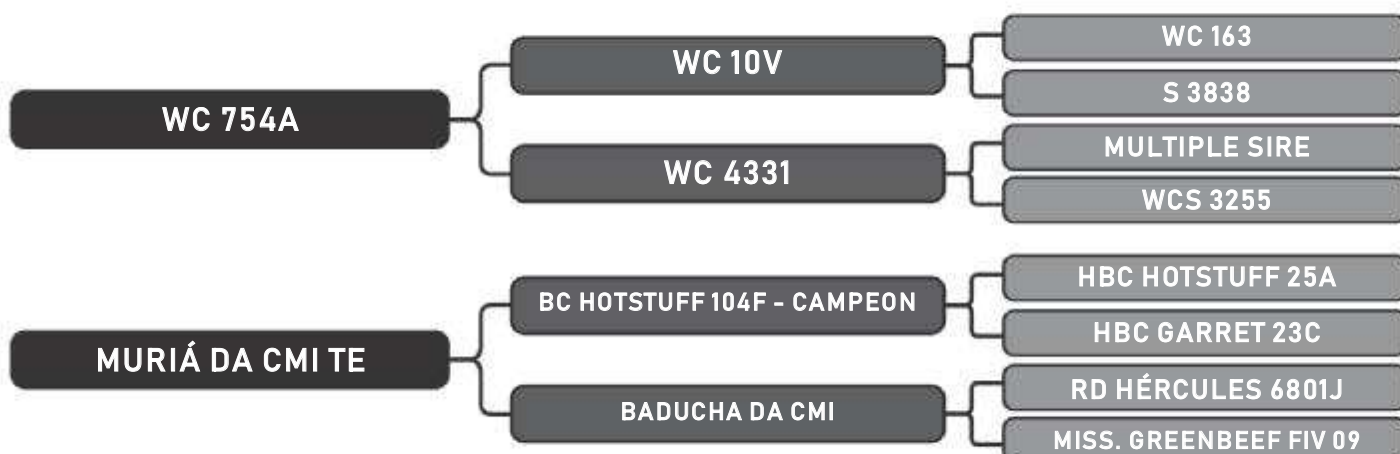 WC 163
WC 10V
S 3838
WC 754A
MULTIPLE SIRE
WC 4331
WCS 3255
HBC HOTSTUFF 25A
BC HOTSTUFF 104F - CAMPEON
HBC GARRET 23C
MURIÁ DA CMI TE
RD HÉRCULES 6801J
BADUCHA DA CMI
MISS. GREENBEEF FIV 09